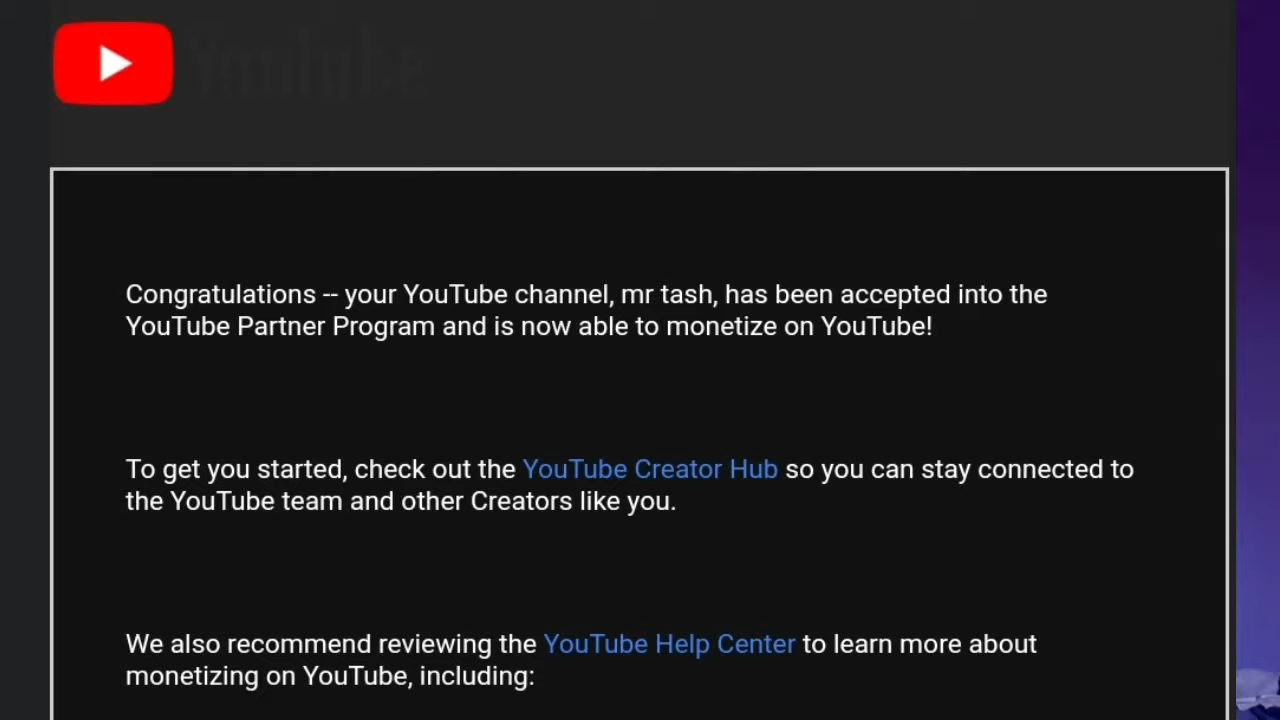 YouTube
Congratulations -- your YouTube channel, mr tash, has been accepted into the
YouTube Partner Program and is now able to monetize on YouTube!
To get you started, check out the YouTube Creator Hub so you can stay connected to
the YouTube team and other Creators like you.
We also recommend reviewing the YouTube Help Center to learn more about
monetizing on YouTube, including: